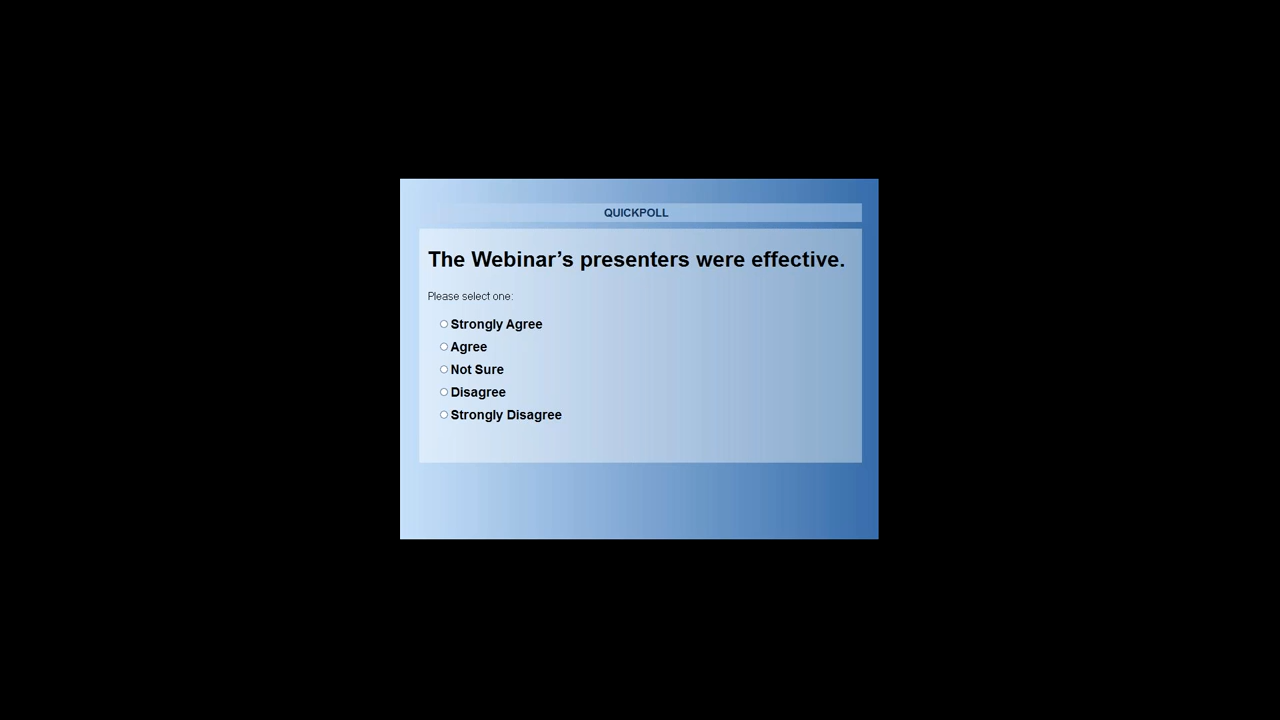 QUICKPOLL
The Webinar’s presenters were effective.
Please select one:
Strongly Agree
Agree
Not Sure
Disagree
Strongly Disagree